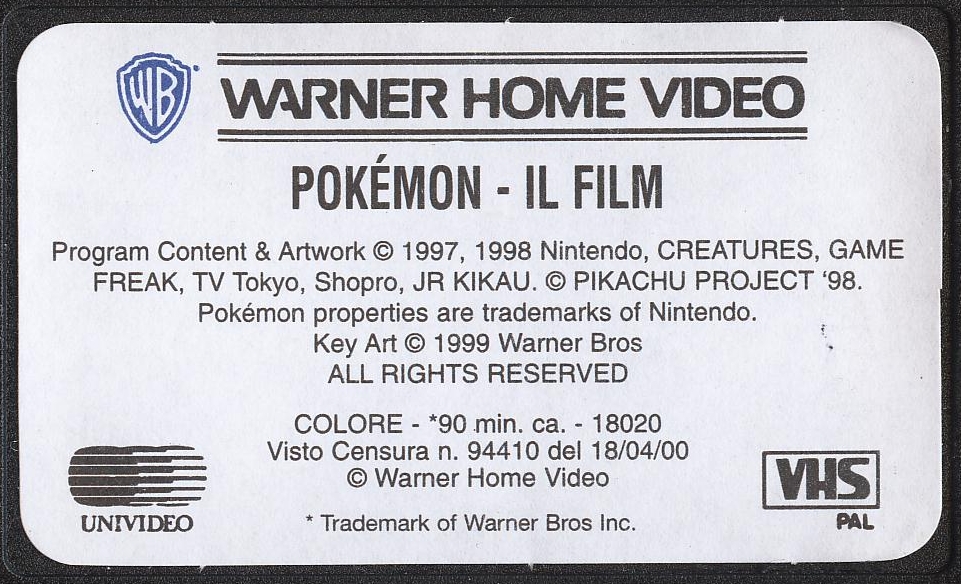 WB
WARNER HOME VIDEO
POKÉMON - IL FILM
Program Content & Artwork © 1997, 1998 Nintendo, CREATURES, GAME
FREAK, TV Tokyo, Shopro, JR KIKAU. © PIKACHU PROJECT ‘98.
Pokémon properties are trademarks of Nintendo.
Key Art © 1999 Warner Bros
ALL RIGHTS RESERVED
COLORE - *90 min. ca. - 18020
Visto Censura n. 94410 del 18/04/00
© Warner Home Video
* Trademark of Warner Bros Inc.
UNIVIDEO
VHS
PAL